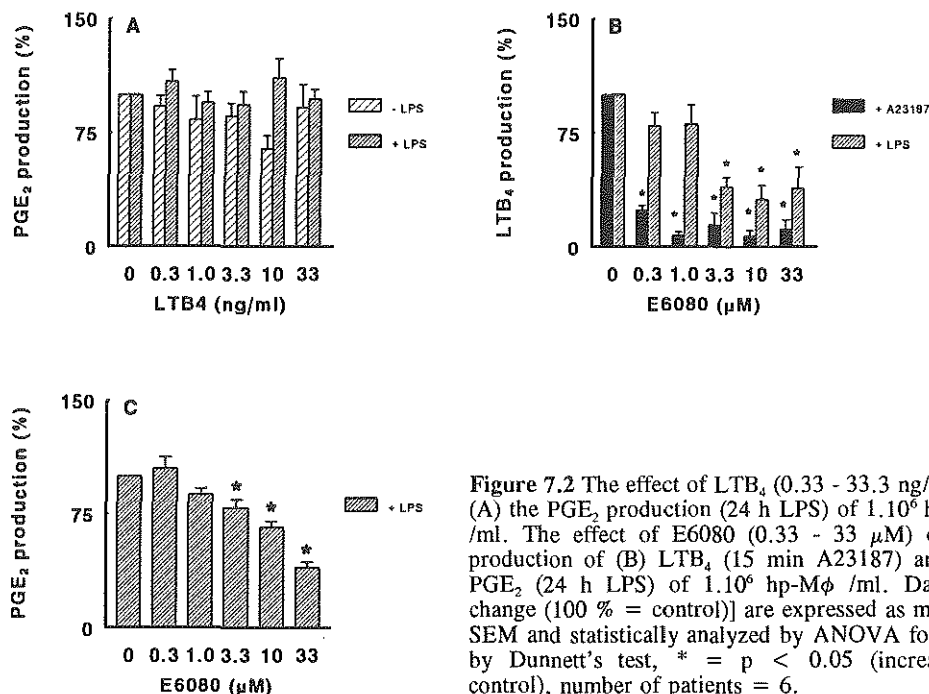 A
PGE₂ production (%)
150
75
0
0 0.3 1.0 3.3 10 33
LTB4 (ng/ml)
- LPS
+ LPS
B
LTB₄ production (%)
150
75
0
* * * * * * * *
0 0.3 1.0 3.3 10 33
E6080 (μM)
+ A23187
+ LPS
C
PGE₂ production (%)
150
75
0
* * *
0 0.3 1.0 3.3 10 33
E6080 (μM)
+ LPS
Figure 7.2 The effect of LTB₄ (0.33 - 33.3 ng/
(A) the PGE₂ production (24 h LPS) of 1.10⁶ h
/ml. The effect of E6080 (0.33 - 33 μM)
production of (B) LTB₄ (15 min A23187) an
PGE₂ (24 h LPS) of 1.10⁶ hp-Mϕ /ml. Da
change (100 % = control)] are expressed as m
SEM and statistically analyzed by ANOVA fo
by Dunnett's test, * = p < 0.05 (increa
control), number of patients = 6.